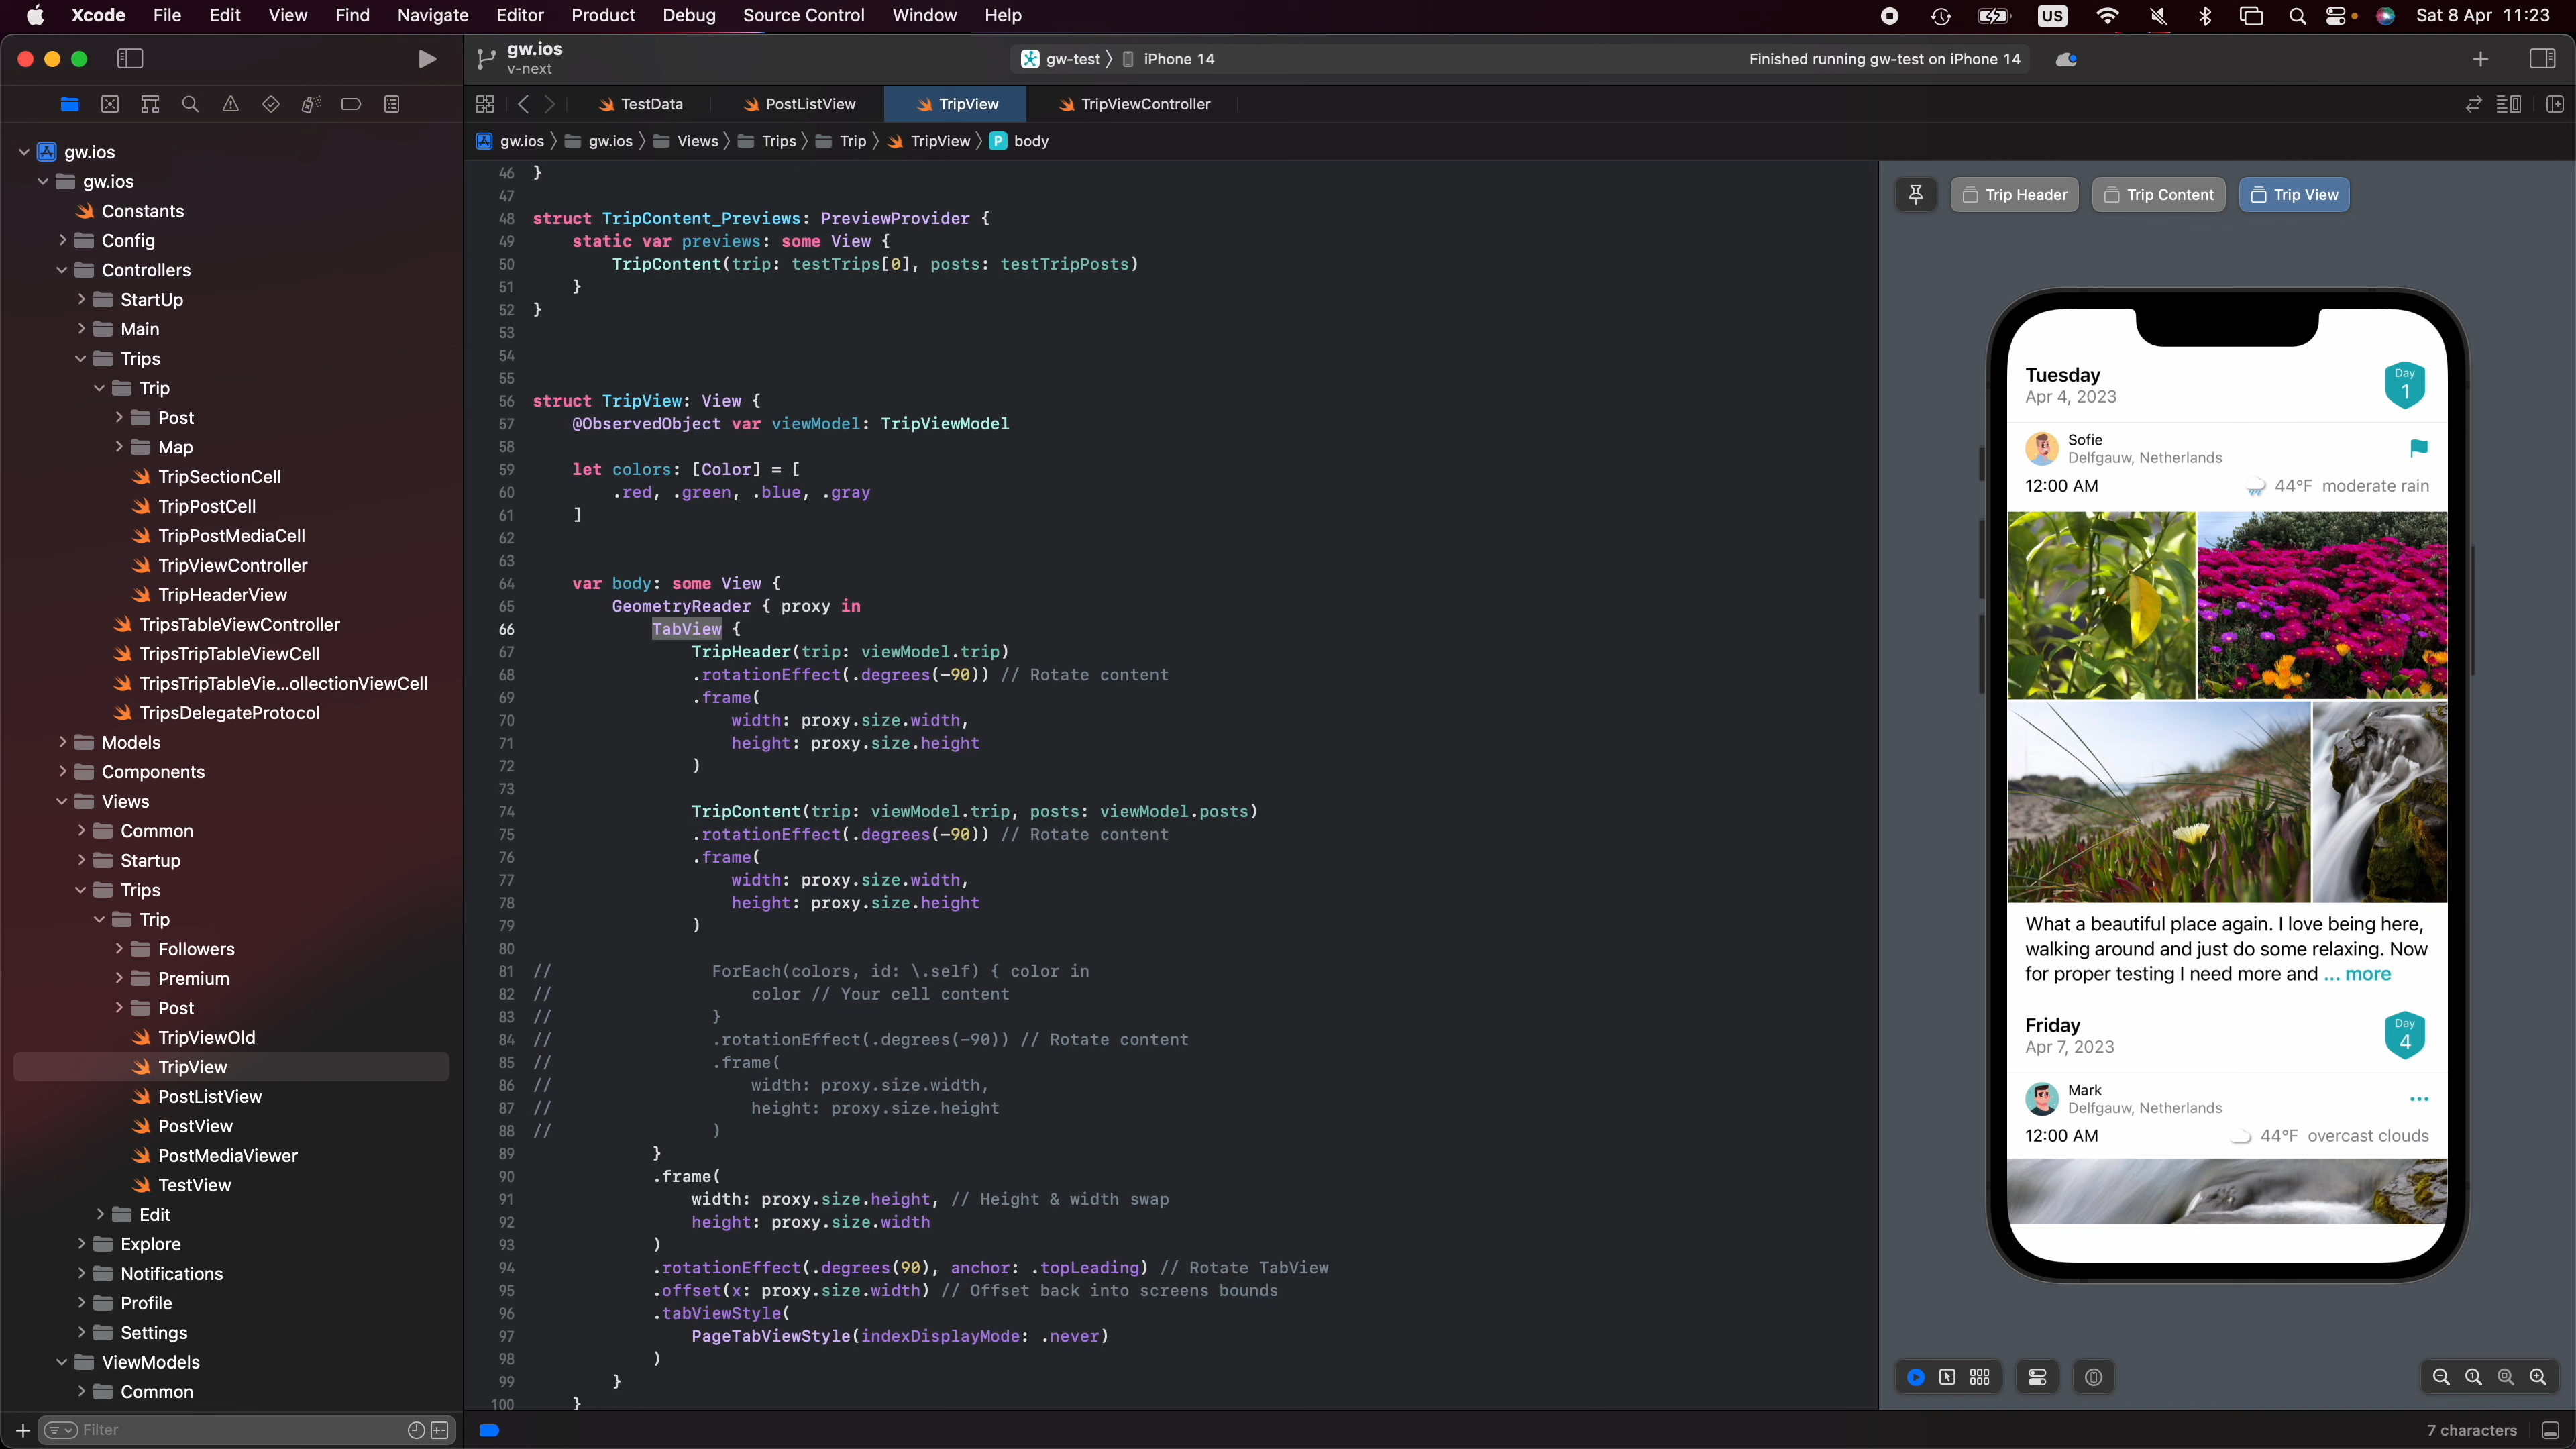 Xcode File Edit View Find Navigate Editor Product Debug Source Control Window Help US Sat 8 Apr 11:23
gw.ios
v-next
gw-test 〉 iPhone 14
Finished running gw-test on iPhone 14
TestData PostListView TripView TripViewController
gw.ios 〉 gw.ios 〉 Views 〉 Trips 〉 Trip 〉 TripView 〉 P body
gw.ios
gw.ios
Constants
Config
Controllers
StartUp
Main
Trips
Trip
Post
Map
TripSectionCell
TripPostCell
TripPostMediaCell
TripViewController
TripHeaderView
TripsTableViewController
TripsTripTableViewCell
TripsTripTableVie...ollectionViewCell
TripsDelegateProtocol
Models
Components
Views
Common
Startup
Trips
Trip
Followers
Premium
Post
TripViewOld
TripView
PostListView
PostView
PostMediaViewer
TestView
Edit
Explore
Notifications
Profile
Settings
ViewModels
Common
Filter
46 }
47
48 struct TripContent_Previews: PreviewProvider {
49 static var previews: some View {
50 TripContent(trip: testTrips[0], posts: testTripPosts)
51 }
52 }
53
54
55
56 struct TripView: View {
57 @ObservedObject var viewModel: TripViewModel
58
59 let colors: [Color] = [
60 .red, .green, .blue, .gray
61 ]
62
63
64 var body: some View {
65 GeometryReader { proxy in
66 TabView {
67 TripHeader(trip: viewModel.trip)
68 .rotationEffect(.degrees(-90)) // Rotate content
69 .frame(
70 width: proxy.size.width,
71 height: proxy.size.height
72 )
73
74 TripContent(trip: viewModel.trip, posts: viewModel.posts)
75 .rotationEffect(.degrees(-90)) // Rotate content
76 .frame(
77 width: proxy.size.width,
78 height: proxy.size.height
79 )
80
81 // ForEach(colors, id: \.self) { color in
82 // color // Your cell content
83 // }
84 // .rotationEffect(.degrees(-90)) // Rotate content
85 // .frame(
86 // width: proxy.size.width,
87 // height: proxy.size.height
88 // )
89 }
90 .frame(
91 width: proxy.size.height, // Height & width swap
92 height: proxy.size.width
93 )
94 .rotationEffect(.degrees(90), anchor: .topLeading) // Rotate TabView
95 .offset(x: proxy.size.width) // Offset back into screens bounds
96 .tabViewStyle(
97 PageTabViewStyle(indexDisplayMode: .never)
98 )
99 }
100 }
Trip Header Trip Content Trip View
Tuesday
Apr 4, 2023
Day
1
Sofie
Delfgauw, Netherlands
12:00 AM 44°F moderate rain
What a beautiful place again. I love being here,
walking around and just do some relaxing. Now
for proper testing I need more and ... more
Friday
Apr 7, 2023
Day
4
Mark
Delfgauw, Netherlands
12:00 AM 44°F overcast clouds
7 characters